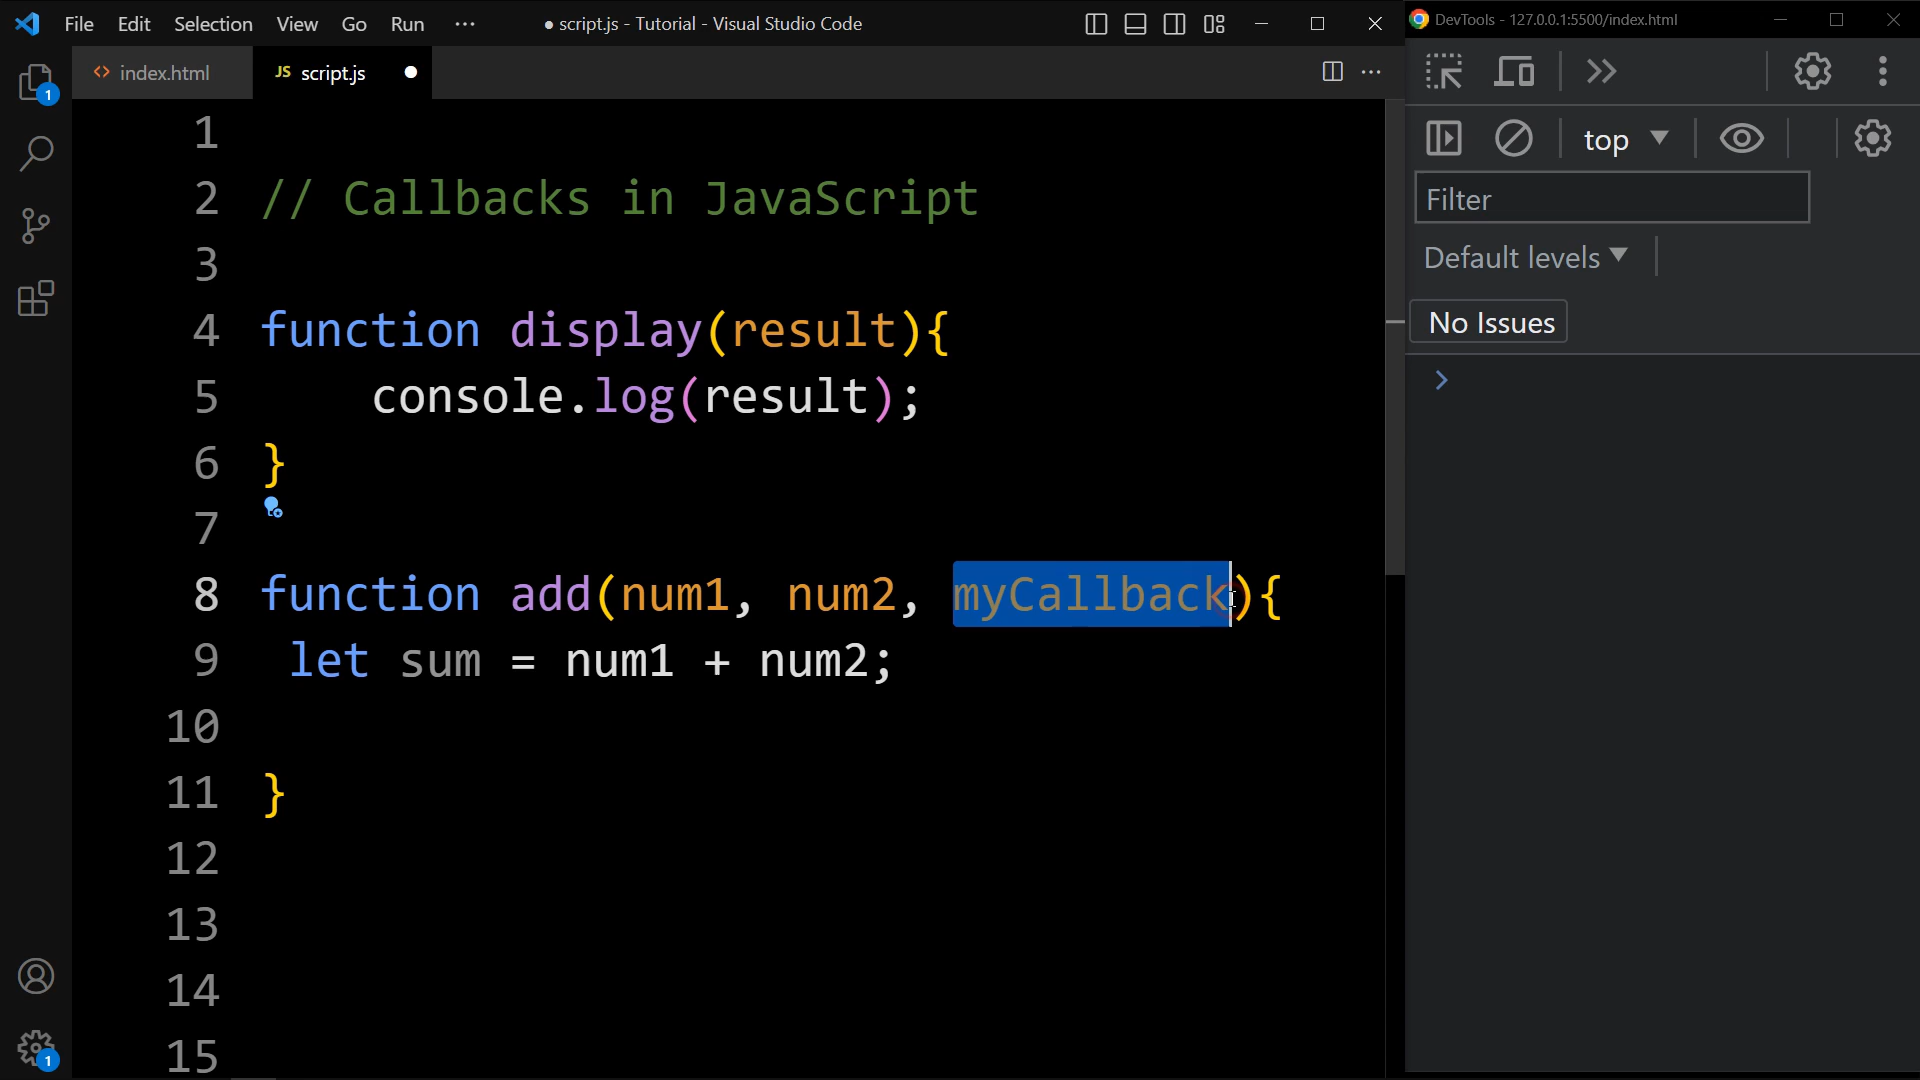 File Edit Selection View Go Run ··· ● script.js - Tutorial - Visual Studio Code
DevTools - 127.0.0.1:5500/index.html
<> index.html
JS script.js ●
1
top
1
2 // Callbacks in JavaScript
3
4 function display(result){
5 console.log(result);
6 }
7
8 function add(num1, num2, myCallback){
9 let sum = num1 + num2;
10
11 }
12
13
14
15
1
Filter
Default levels
No Issues
>